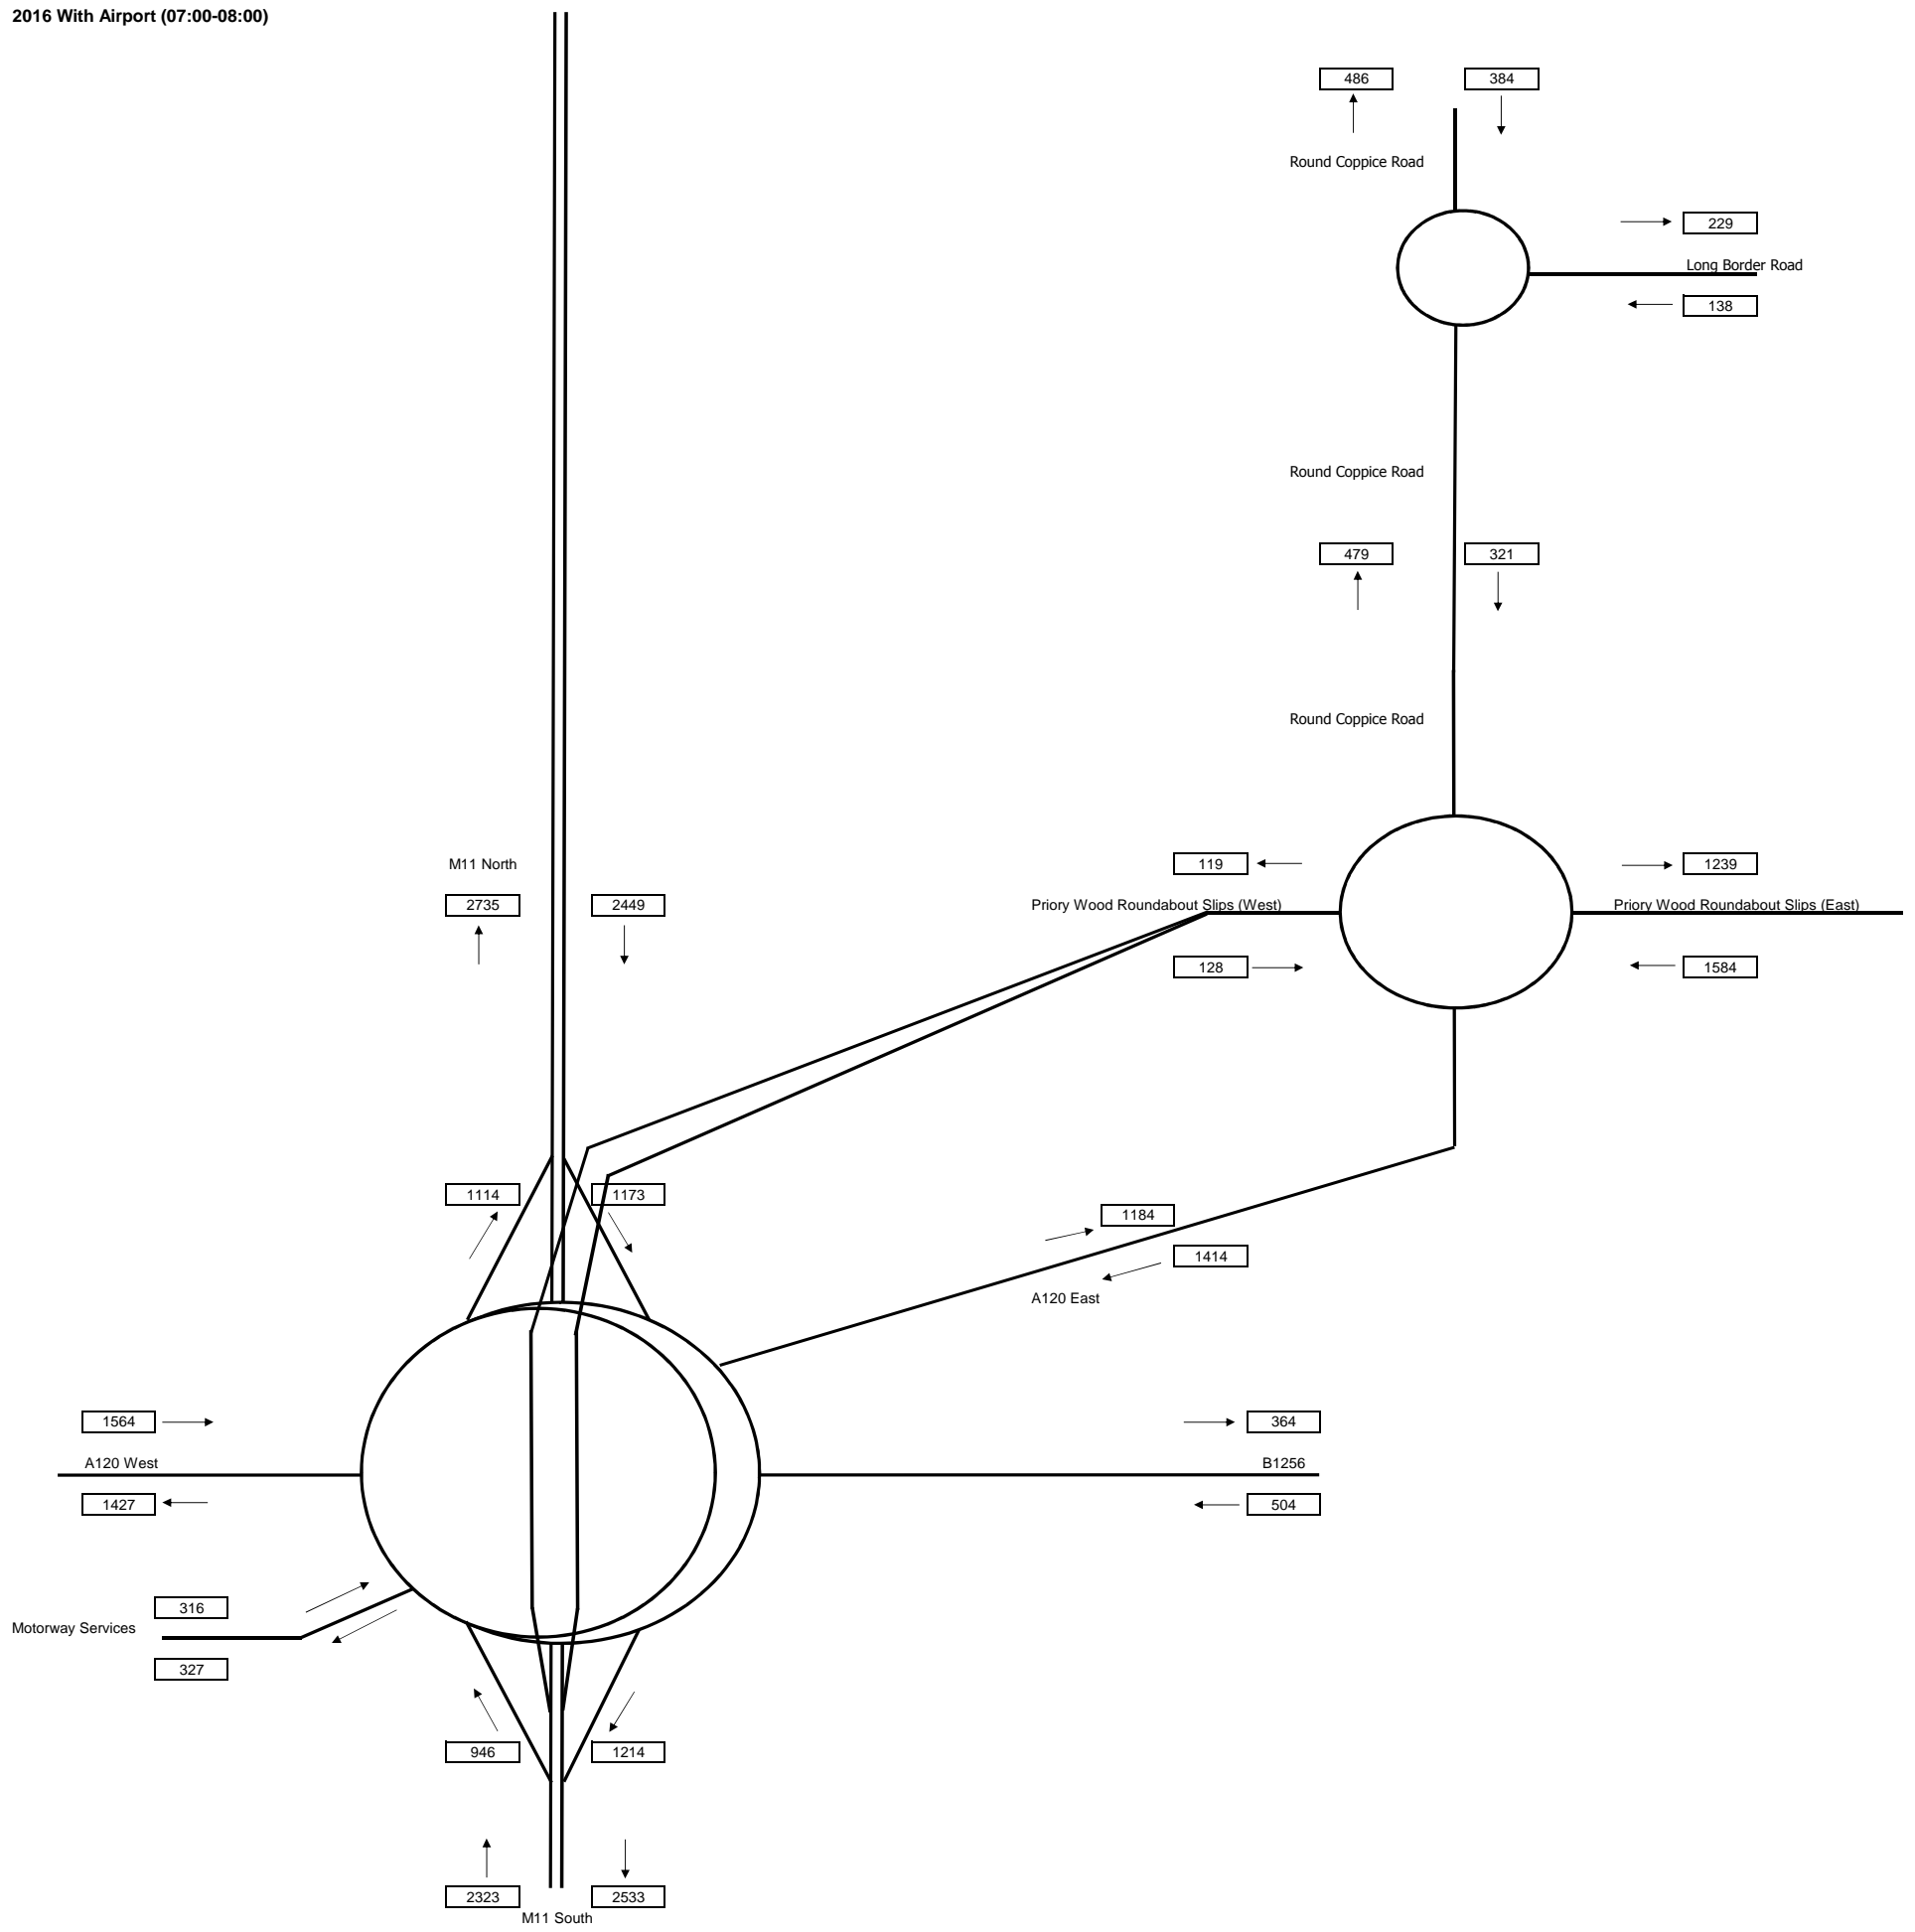 2016 With Airport (07:00-08:00)
486
384
Round Coppice Road
229
Long Border Road
138
Round Coppice Road
479
321
Round Coppice Road
M11 North
119
1239
2735
2449
Priory Wood Roundabout Slips (West)
Priory Wood Roundabout Slips (East)
128
1584
1114
1173
1184
1414
A120 East
1564
364
A120 West
B1256
1427
504
316
Motorway Services
327
946
1214
2323
2533
M11 South